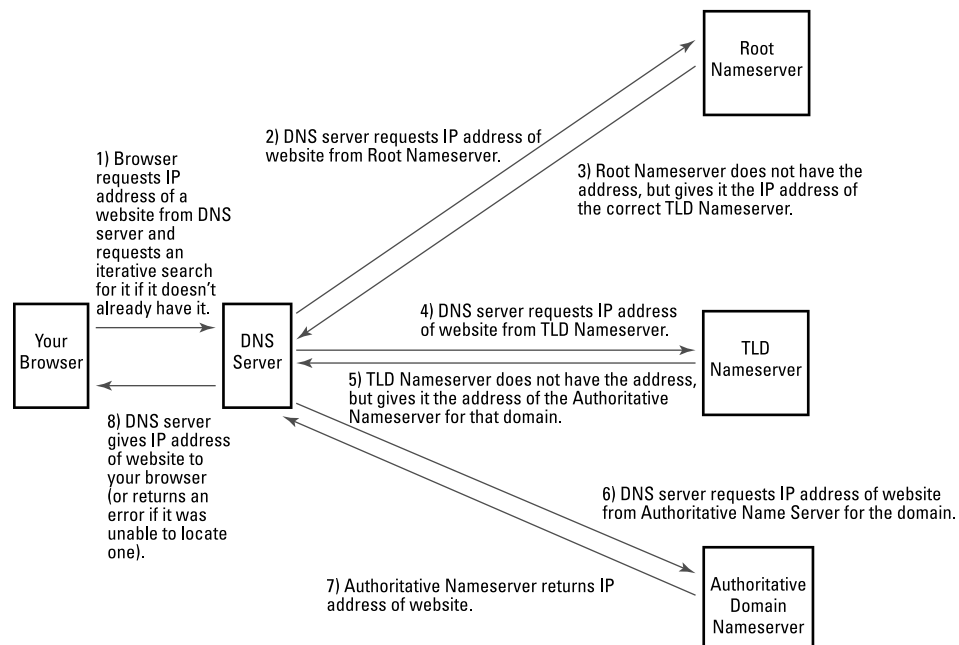 Root
Nameserver
2) DNS server requests IP address of
website from Root Nameserver.
1) Browser
requests IP
address of a
website from DNS
server and
requests an
iterative search
for it if it doesn't
already have it.
3) Root Nameserver does not have the
address, but gives it the IP address of
the correct TLD Nameserver.
Your
Browser
DNS
Server
4) DNS server requests IP address
of website from TLD Nameserver.
TLD
Nameserver
5) TLD Nameserver does not have the address,
but gives it the address of the Authoritative
Nameserver for that domain.
8) DNS server
gives IP address
of website to
your browser
(or returns an
error if it was
unable to locate
one).
6) DNS server requests IP address of website
from Authoritative Name Server for the domain.
7) Authoritative Nameserver returns IP
address of website.
Authoritative
Domain
Nameserver